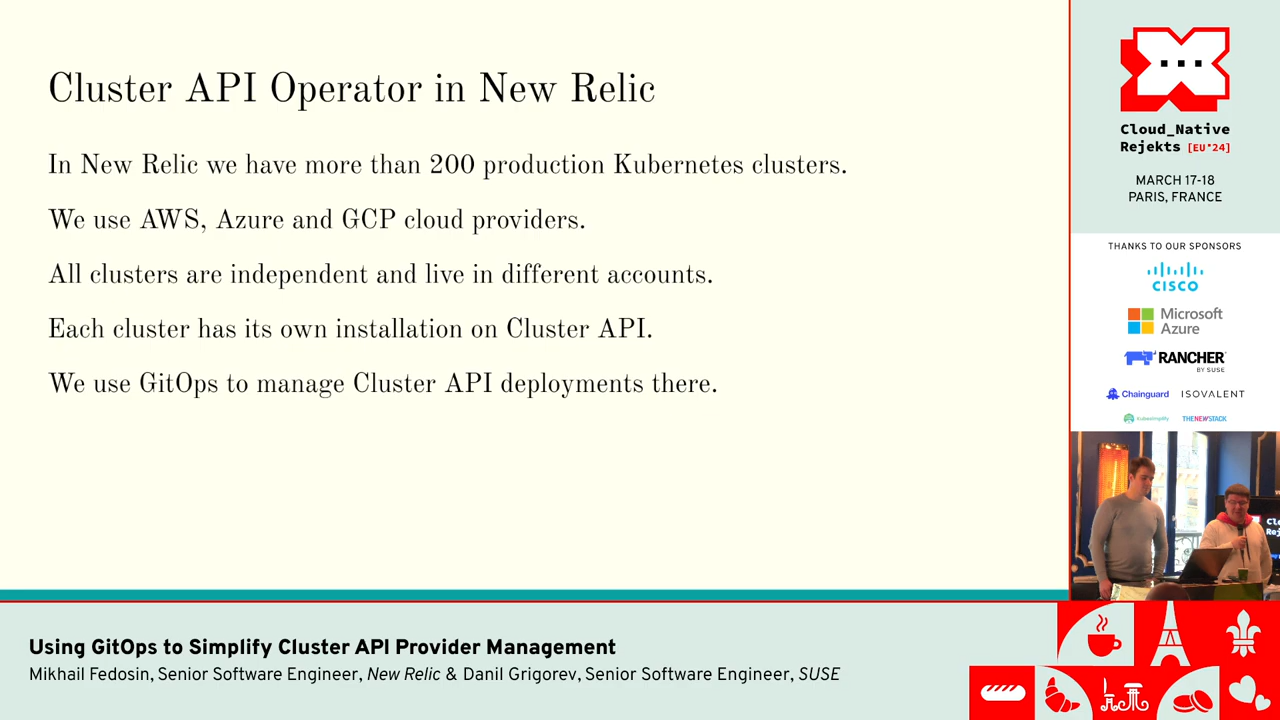 Cluster API Operator in New Relic
In New Relic we have more than 200 production Kubernetes clusters.
We use AWS, Azure and GCP cloud providers.
All clusters are independent and live in different accounts.
Each cluster has its own installation on Cluster API.
We use GitOps to manage Cluster API deployments there.
Cloud_Native
Rejekts [EU'24]
MARCH 17-18
PARIS, FRANCE
THANKS TO OUR SPONSORS
CISCO
Microsoft
Azure
RANCHER
BY SUSE
Chainguard ISOVALENT
kubesimplify THENEWSTACK
Using GitOps to Simplify Cluster API Provider Management
Mikhail Fedosin, Senior Software Engineer, New Relic & Danil Grigorev, Senior Software Engineer, SUSE